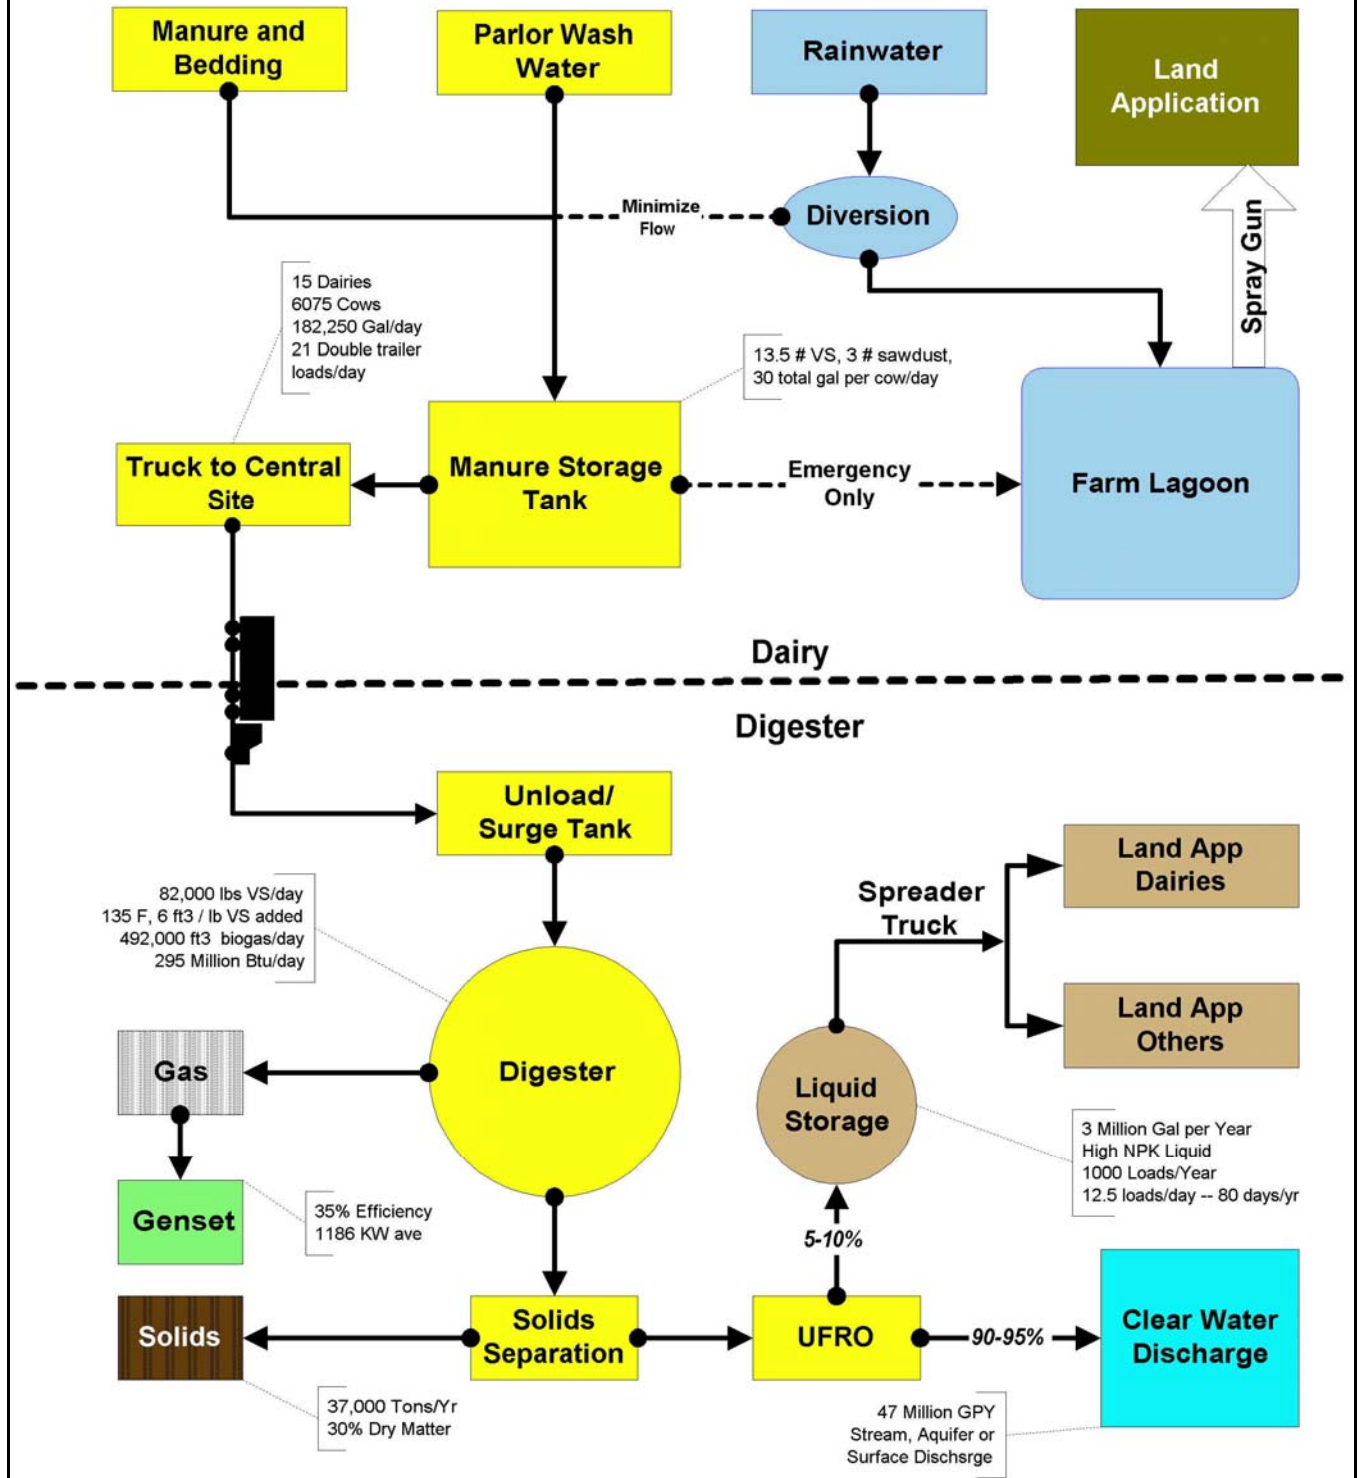 Manure and
Bedding
Parlor Wash
Water
Rainwater
Land
Application
Minimize
Flow
Diversion
Spray Gun
15 Dairies
6075 Cows
182,250 Gal/day
21 Double trailer
loads/day
13.5 # VS, 3 # sawdust,
30 total gal per cow/day
Truck to Central
Site
Manure Storage
Tank
Emergency
Only
Farm Lagoon
Dairy
Digester
Unload/
Surge Tank
82,000 lbs VS/day
135 F, 6 ft3 / lb VS added
492,000 ft3 biogas/day
295 Million Btu/day
Spreader
Truck
Land App
Dairies
Land App
Others
Gas
Digester
Liquid
Storage
3 Million Gal per Year
High NPK Liquid
1000 Loads/Year
12.5 loads/day -- 80 days/yr
Genset
35% Efficiency
1186 KW ave
5-10%
Solids
Solids
Separation
UFRO
90-95%
Clear Water
Discharge
37,000 Tons/Yr
30% Dry Matter
47 Million GPY
Stream, Aquifer or
Surface Dischsrge